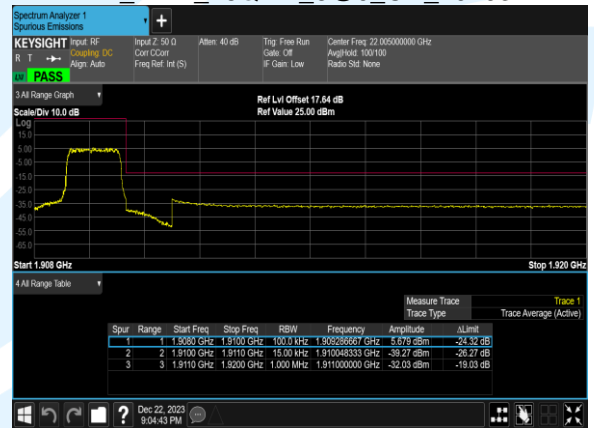 Spectrum Analyzer 1
Spurious Emissions
KEYSIGHT Input: RF Input Z: 50 Ω Atten: 40 dB Trig: Free Run Center Freq: 22.005000000 GHz
R T Coupling: DC Corr CCorr Gate: Off Avg|Hold: 100/100
Align: Auto Freq Ref: Int (S) IF Gain: Low Radio Std: None
LV PASS
3 All Range Graph
Ref Lvl Offset 17.64 dB
Scale/Div 10.0 dB Ref Value 25.00 dBm
Log
15.0
5.00
-5.00
-15.0
-25.0
-35.0
-45.0
-55.0
-65.0
Start 1.908 GHz Stop 1.920 GHz
4 All Range Table
Measure Trace Trace 1
Trace Type Trace Average (Active)
Spur Range Start Freq Stop Freq RBW Frequency Amplitude ΔLimit
1 1 1.9080 GHz 1.9100 GHz 100.0 kHz 1.909286667 GHz 5.679 dBm -24.32 dB
2 2 1.9100 GHz 1.9110 GHz 15.00 kHz 1.910048333 GHz -39.27 dBm -26.27 dB
3 3 1.9110 GHz 1.9200 GHz 1.000 MHz 1.911000000 GHz -32.03 dBm -19.03 dB
Dec 22, 2023
9:04:43 PM